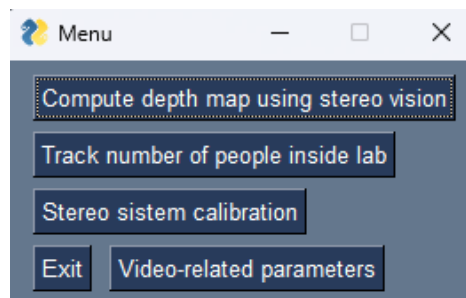 Menu
Compute depth map using stereo vision
Track number of people inside lab
Stereo sistem calibration
Exit Video-related parameters